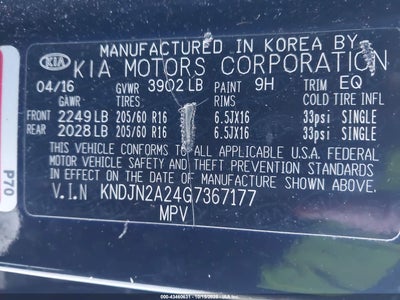 MANUFACTURED IN KOREA BY
KIA KIA MOTORS CORPORATION
04/16 GVWR 3902 LB PAINT 9H TRIM EQ
GAWR TIRES RIMS COLD TIRE INFL
FRONT 2249 LB 205/60 R16 6.5JX16 33psi SINGLE
REAR 2028 LB 205/60 R16 6.5JX16 33psi SINGLE
THIS VEHICLE CONFORMS TO ALL APPLICABLE U.S.A. FEDERAL
MOTOR VEHICLE SAFETY AND THEFT PREVENTION STANDARDS
IN EFFECT ON THE DATE OF MANUFACTURE SHOWN ABOVE.
V.I.N KNDJN2A24G7367177
MPV
P70